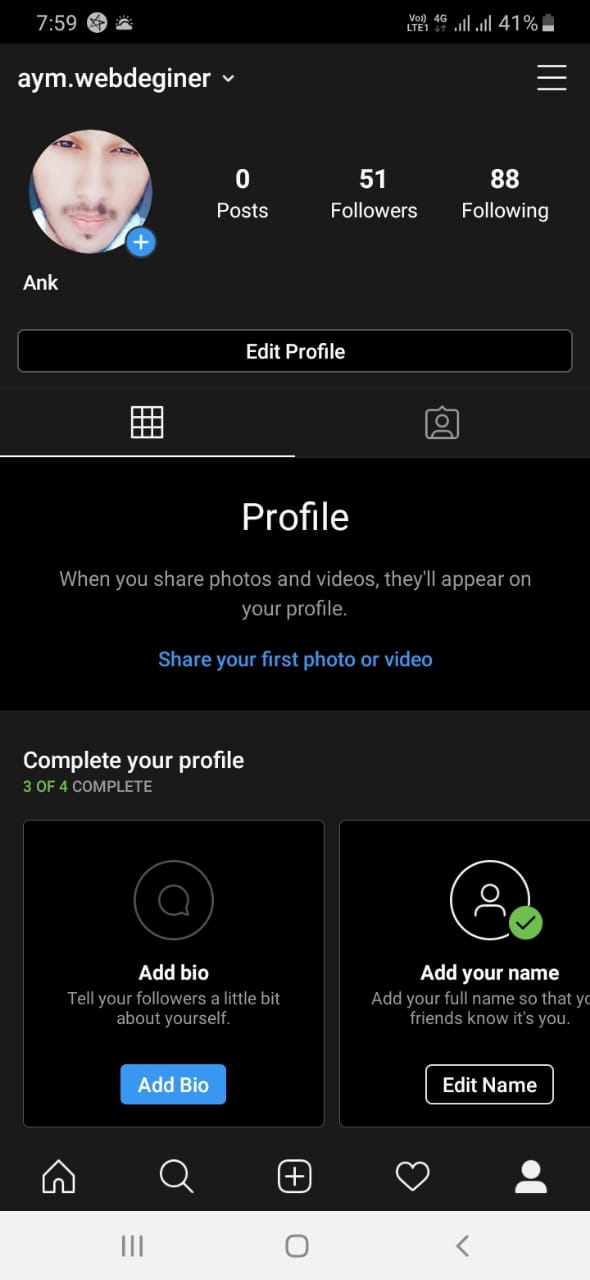 7:59 Vo)) LTE1 4G 41%
aym.webdeginer
0 51 88
Posts Followers Following
Ank
Edit Profile
Profile
When you share photos and videos, they'll appear on
your profile.
Share your first photo or video
Complete your profile
3 OF 4 COMPLETE
Add bio
Tell your followers a little bit
about yourself.
Add Bio
Add your name
Add your full name so that yo
friends know it's you.
Edit Name